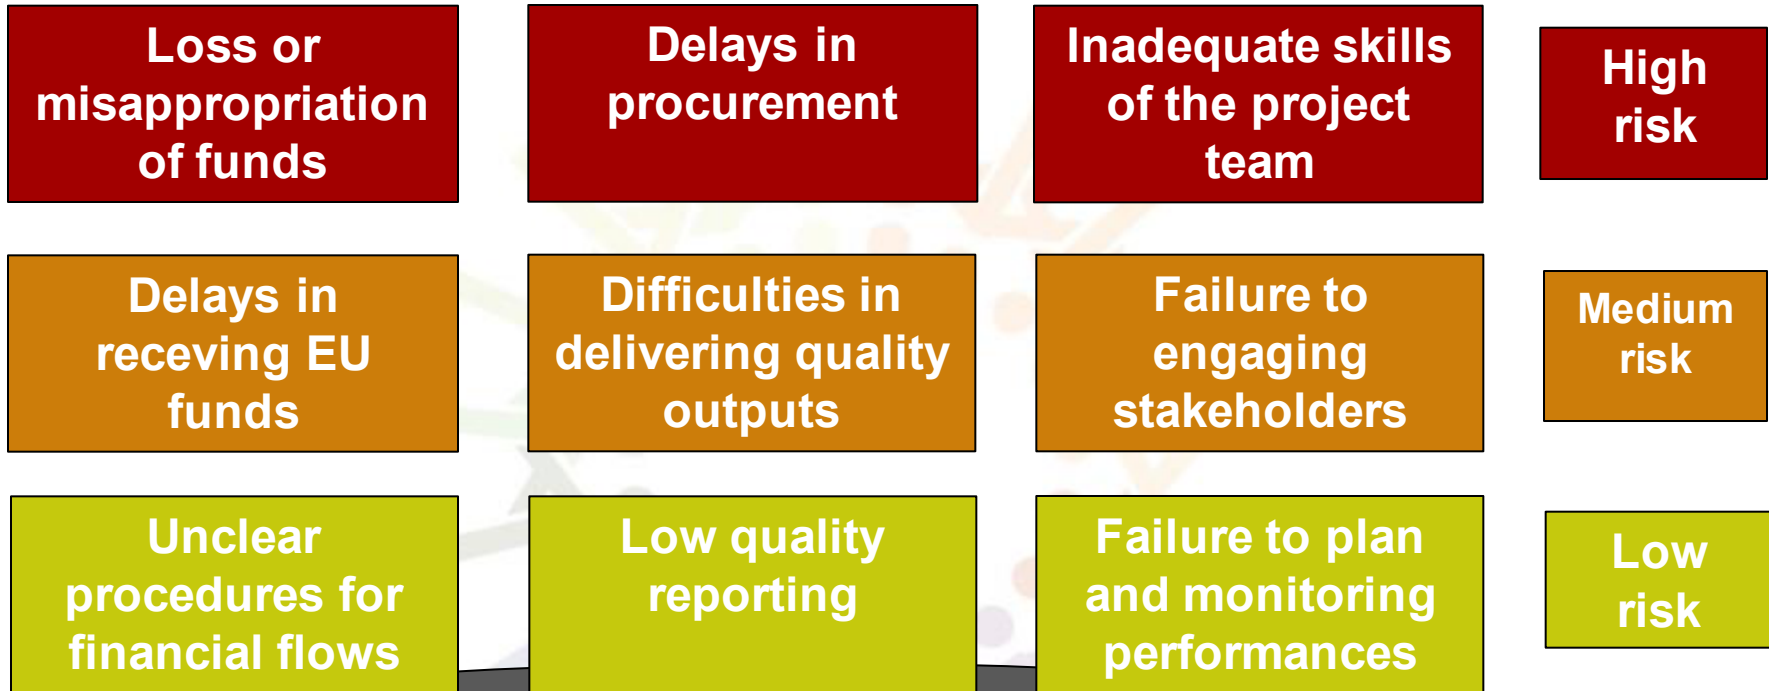 Loss or
misappropriation
of funds
Delays in
procurement
Inadequate skills
of the project
team
High
risk
Delays in
receving EU
funds
Difficulties in
delivering quality
outputs
Failure to
engaging
stakeholders
Medium
risk
Unclear
procedures for
financial flows
Low quality
reporting
Failure to plan
and monitoring
performances
Low
risk